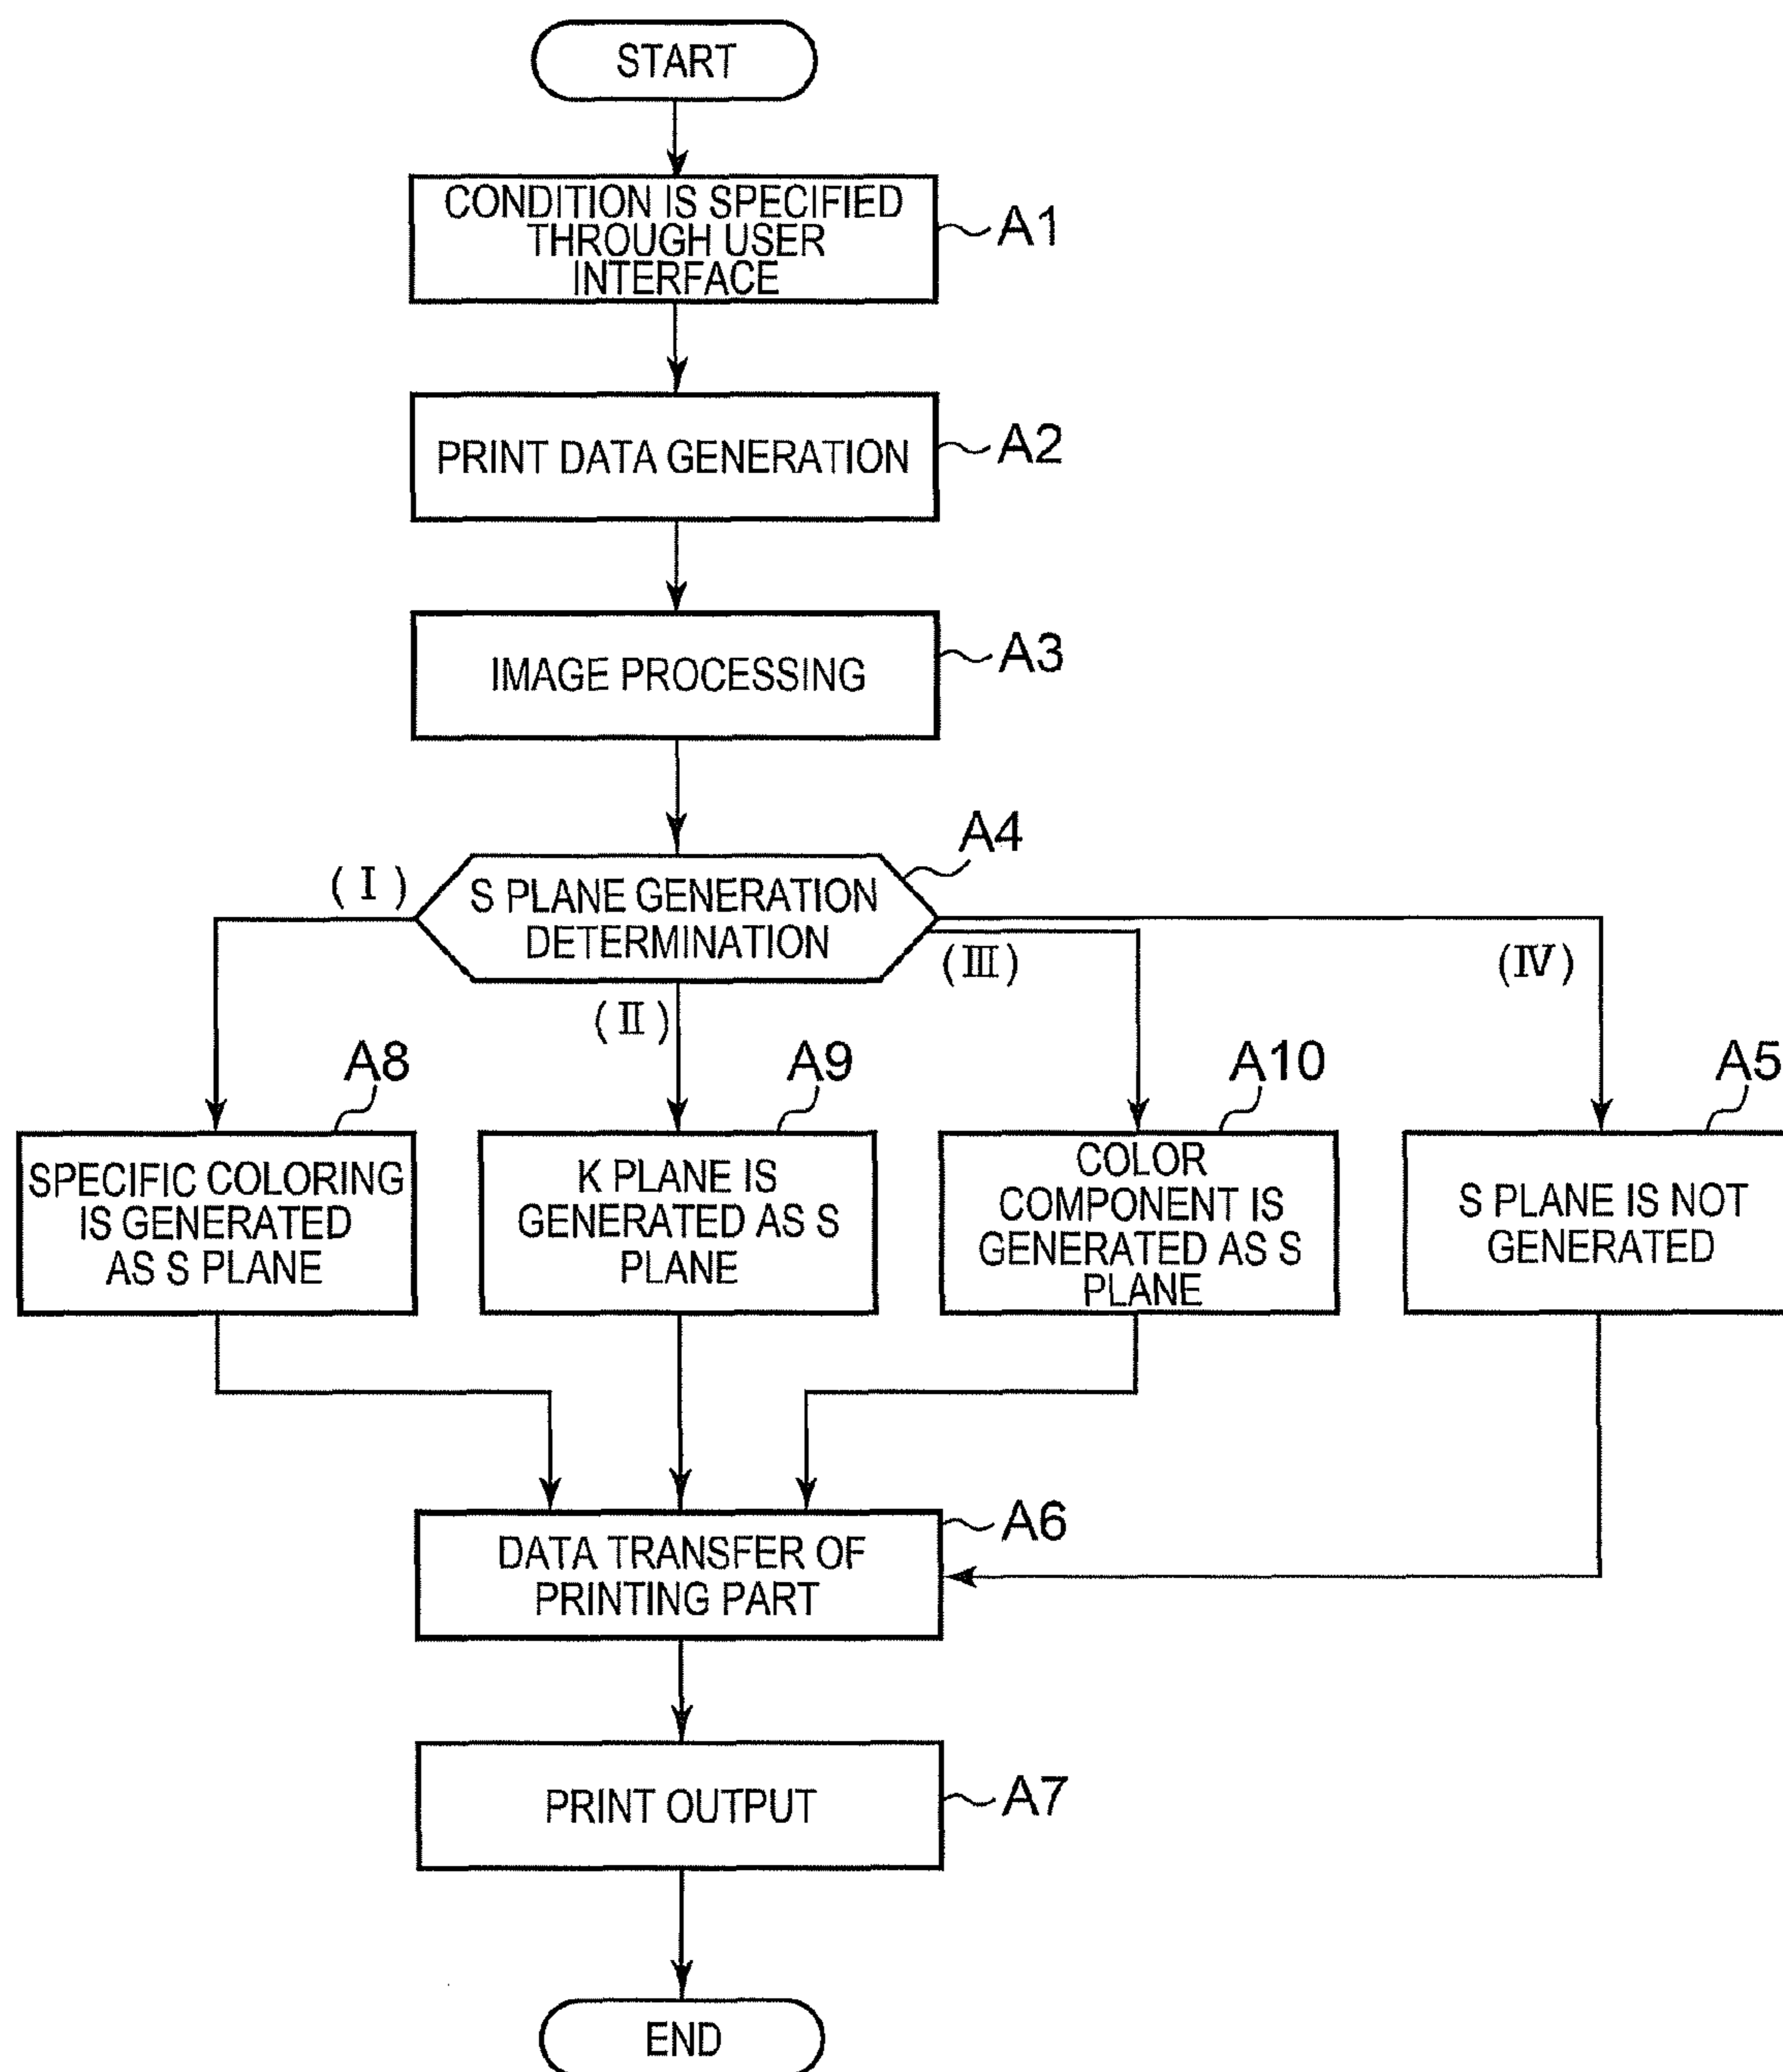 START
CONDITION IS SPECIFIED
THROUGH USER
INTERFACE
A1
PRINT DATA GENERATION
A2
IMAGE PROCESSING
A3
A4
S PLANE GENERATION
DETERMINATION
(I)
(II)
(III)
(IV)
A8
SPECIFIC COLORING
IS GENERATED
AS S PLANE
A9
K PLANE IS
GENERATED AS S
PLANE
A10
COLOR
COMPONENT IS
GENERATED AS S
PLANE
A5
S PLANE IS NOT
GENERATED
DATA TRANSFER OF
PRINTING PART
A6
PRINT OUTPUT
A7
END